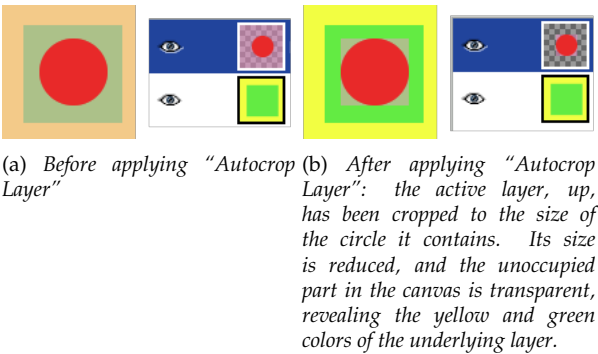 (a) Before applying “Autocrop Layer”
(b) After applying “Autocrop Layer”: the active layer, up, has been cropped to the size of the circle it contains. Its size is reduced, and the unoccupied part in the canvas is transparent, revealing the yellow and green colors of the underlying layer.